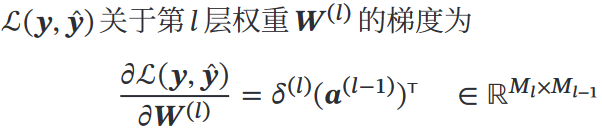 ℒ(𝒚, 𝒚̂) 关于第 𝑙 层权重 𝑾⁽ˡ⁾ 的梯度为
∂ℒ(𝒚, 𝒚̂) / ∂𝑾⁽ˡ⁾ = δ⁽ˡ⁾(𝒂⁽ˡ⁻¹⁾)ᵀ ∈ ℝ^{M_l×M_{l−1}}